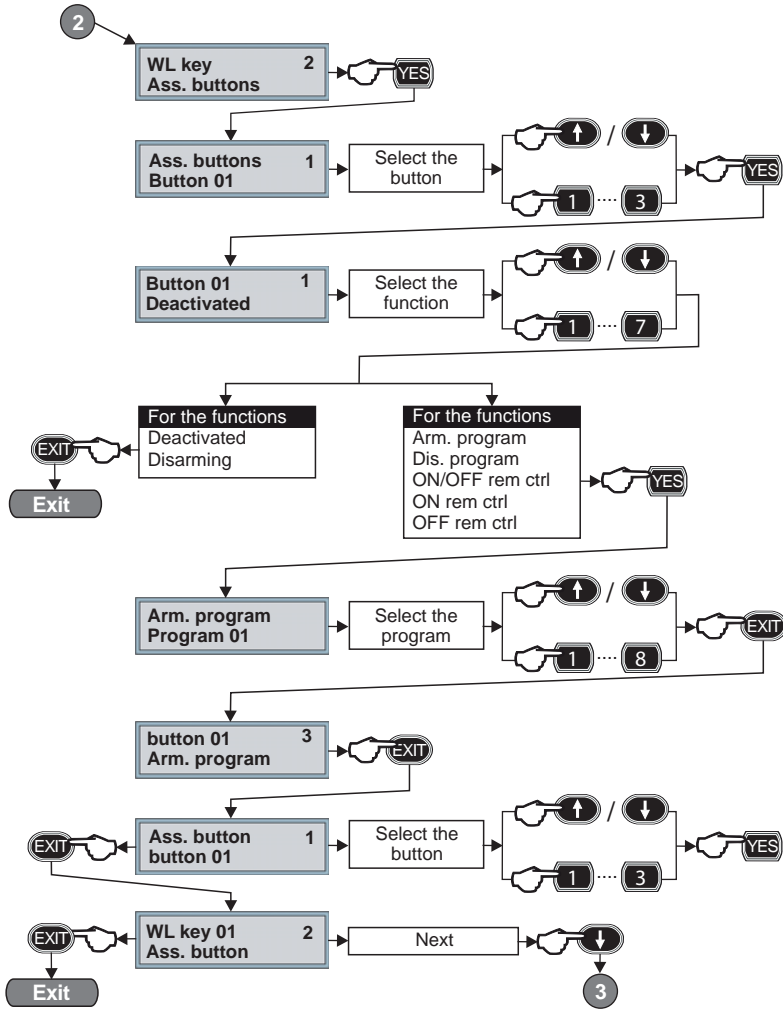 2
WL key 2
Ass. buttons
YES
Ass. buttons 1
Button 01
Select the
button
/
1 ···· 3
YES
Button 01 1
Deactivated
Select the
function
/
1 ···· 7
For the functions
Deactivated
Disarming
EXIT
Exit
For the functions
Arm. program
Dis. program
ON/OFF rem ctrl
ON rem ctrl
OFF rem ctrl
YES
Arm. program
Program 01
Select the
program
/
1 ···· 8
EXIT
button 01 3
Arm. program
EXIT
EXIT
Ass. button 1
button 01
Select the
button
/
1 ···· 3
YES
EXIT
Exit
WL key 01 2
Ass. button
Next
3